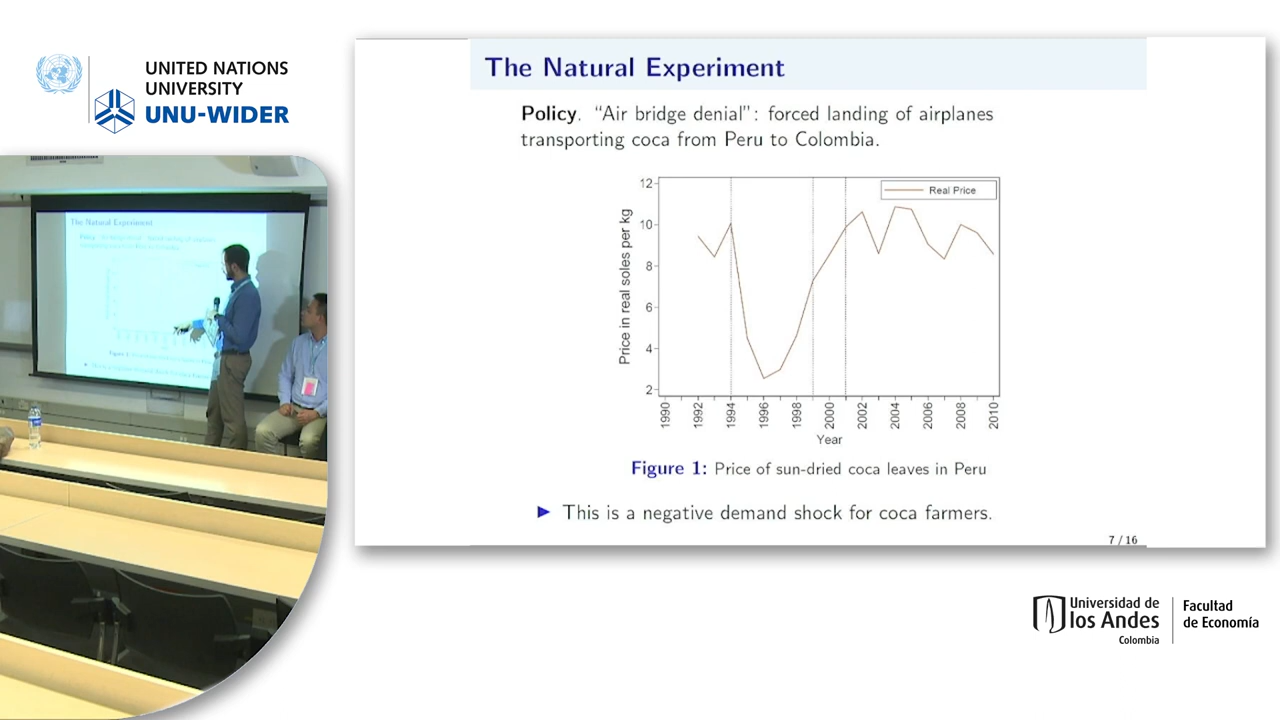 UNITED NATIONS
UNIVERSITY
UNU-WIDER
The Natural Experiment
Policy. “Air bridge denial”: forced landing of airplanes
transporting coca from Peru to Colombia.
Real Price
12
10
8
6
4
2
Price in real soles per kg
1990
1992
1994
1996
1998
2000
2002
2004
2006
2008
2010
Year
Figure 1: Price of sun-dried coca leaves in Peru
▶ This is a negative demand shock for coca farmers.
7 / 16
The Natural Experiment
Universidad de
los Andes
Colombia
Facultad
de Economía